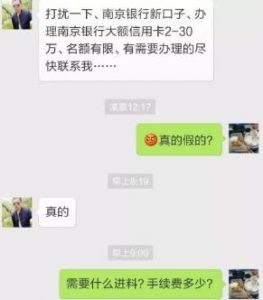 打扰一下、南京银行新口子、办
理南京银行大额信用卡2-30
万、名额有限、有需要办理的尽
快联系我……
凌晨12:17
真的假的?
早上8:19
真的
早上9:00
需要什么进料?手续费多少?